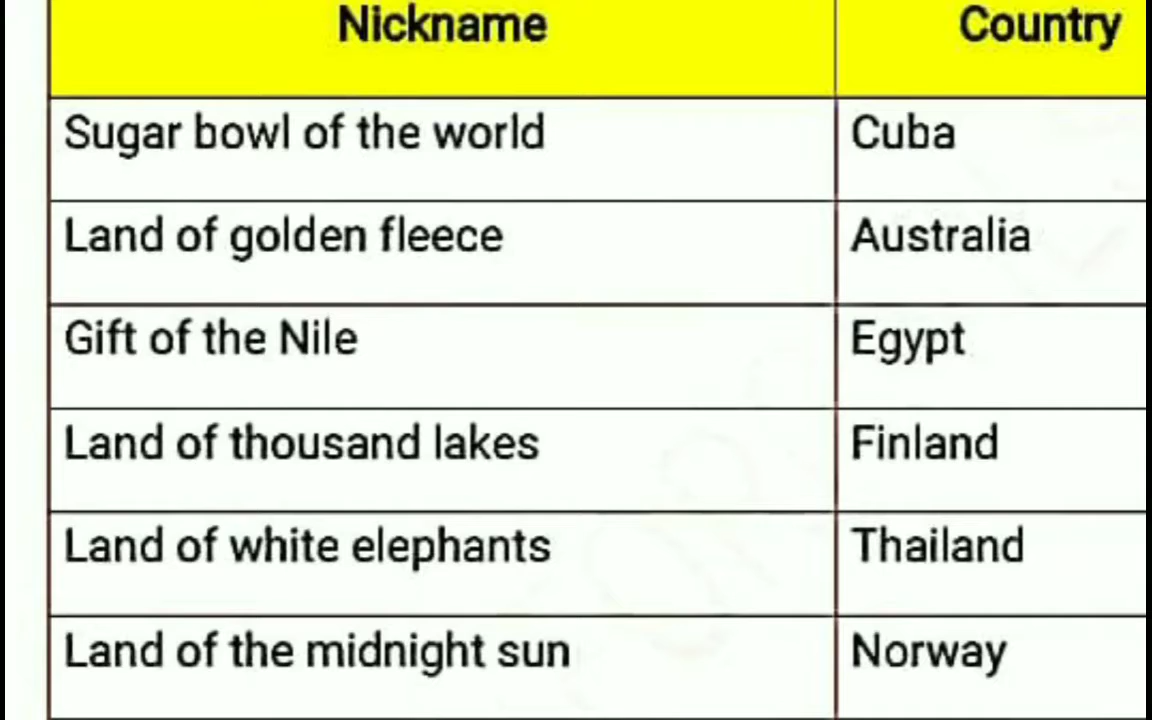 Nickname Country
Sugar bowl of the world Cuba
Land of golden fleece Australia
Gift of the Nile Egypt
Land of thousand lakes Finland
Land of white elephants Thailand
Land of the midnight sun Norway